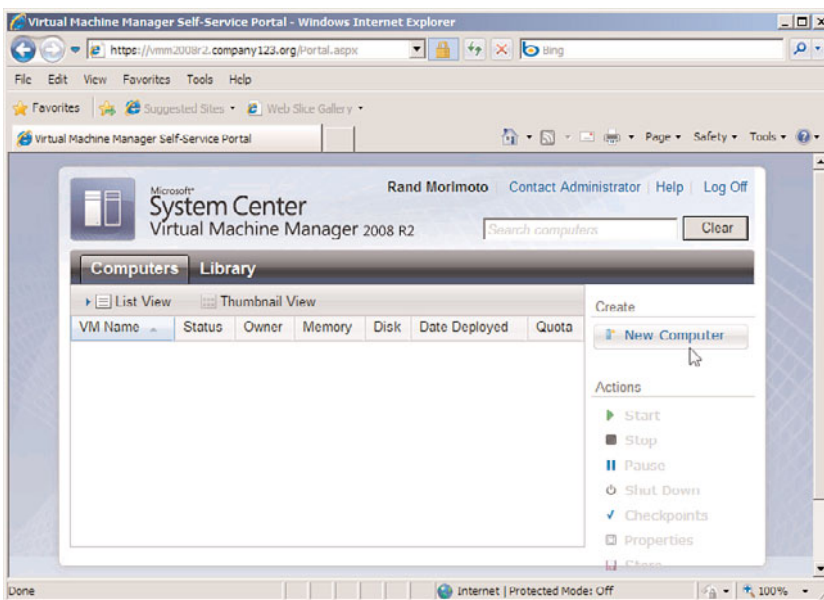 Virtual Machine Manager Self-Service Portal - Windows Internet Explorer
https://vmm2008r2.company123.org/Portal.aspx
Bing
File Edit View Favorites Tools Help
Favorites Suggested Sites Web Slice Gallery
Virtual Machine Manager Self-Service Portal
Page Safety Tools
Rand Morimoto Contact Administrator Help Log Off
Microsoft
System Center
Virtual Machine Manager 2008 R2
Search computers
Clear
Computers Library
List View Thumbnail View
VM Name Status Owner Memory Disk Date Deployed Quota
Create
New Computer
Actions
Start
Stop
Pause
Shut Down
Checkpoints
Properties
Done
Internet | Protected Mode: Off
100%